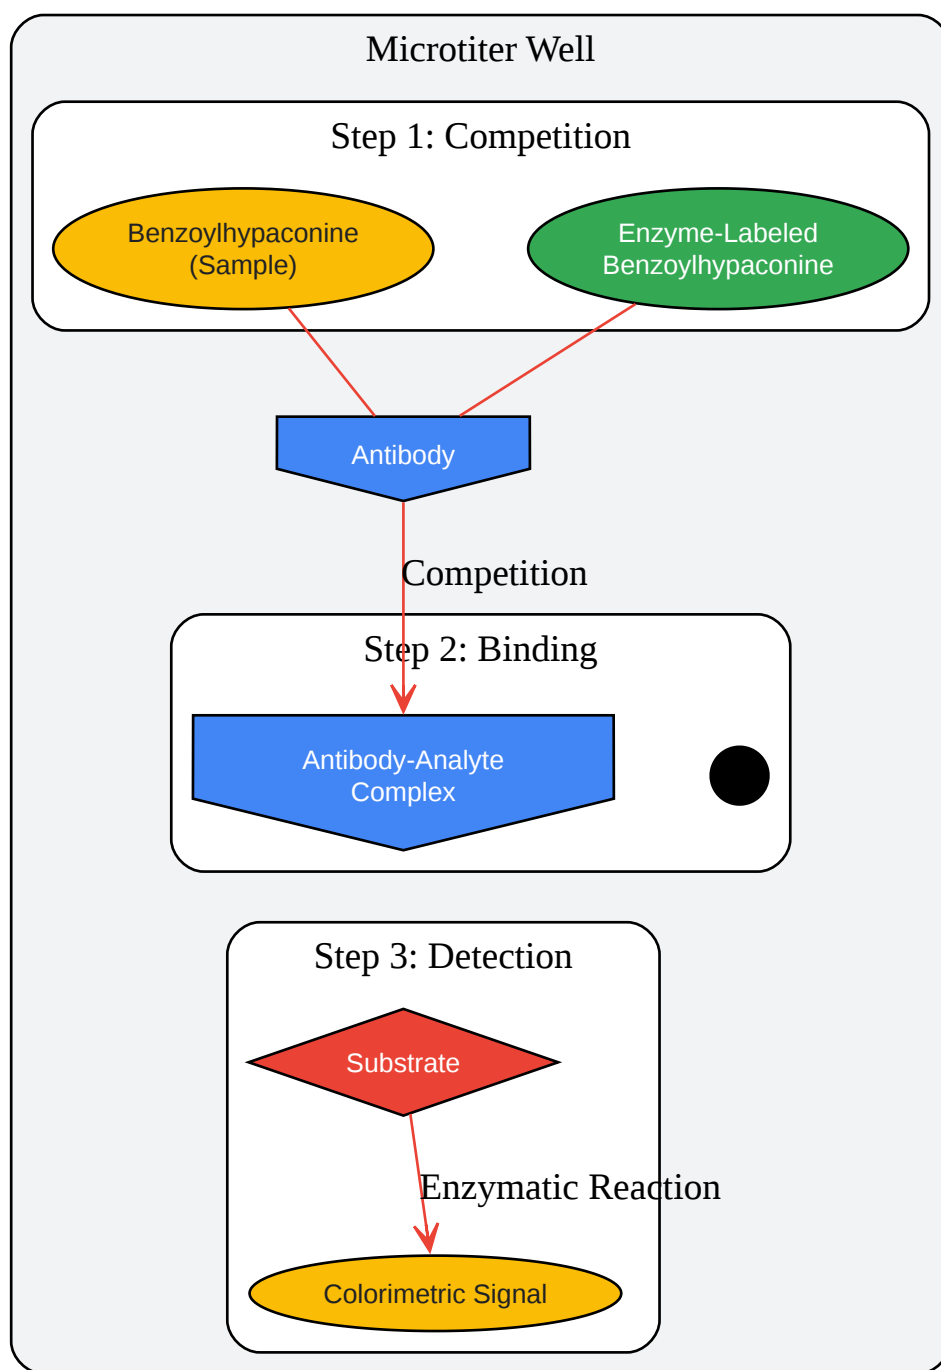 Microtiter Well
Step 1: Competition
Benzoylhypaconine
(Sample)
Enzyme-Labeled
Benzoylhypaconine
Antibody
Competition
Step 2: Binding
Antibody-Analyte
Complex
Step 3: Detection
Substrate
Enzymatic Reaction
Colorimetric Signal